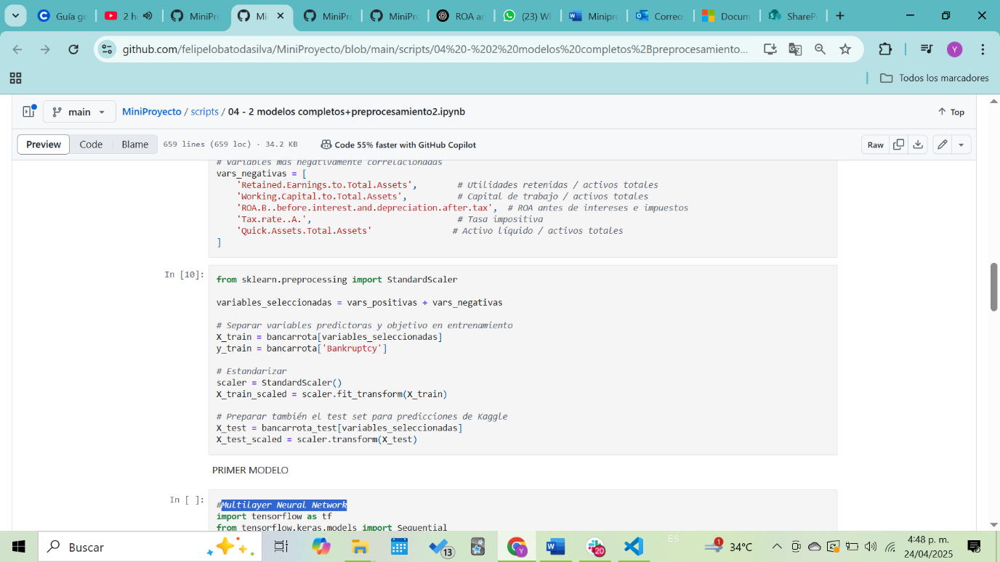 Guía ge
2 ho
MiniPro
Mi
MiniPro
MiniPro
ROA an
(23) Wh
Minipro
Correo
Docum
SharePo
github.com/felipelobatodasilva/MiniProyecto/blob/main/scripts/04%20-%202%20modelos%20completos%2Bpreprocesamiento...
Y
Todos los marcadores
main
MiniProyecto / scripts / 04 - 2 modelos completos+preprocesamiento2.ipynb
Top
Preview
Code
Blame
659 lines (659 loc) · 34.2 KB
Code 55% faster with GitHub Copilot
Raw
# Variables más negativamente correlacionadas
vars_negativas = [
'Retained.Earnings.to.Total.Assets', # Utilidades retenidas / activos totales
'Working.Capital.to.Total.Assets', # Capital de trabajo / activos totales
'ROA.B..before.interest.and.depreciation.after.tax', # ROA antes de intereses e impuestos
'Tax.rate..A.', # Tasa impositiva
'Quick.Assets.Total.Assets' # Activo líquido / activos totales
]
In [10]:
from sklearn.preprocessing import StandardScaler
variables_seleccionadas = vars_positivas + vars_negativas
# Separar variables predictoras y objetivo en entrenamiento
X_train = bancarrota[variables_seleccionadas]
y_train = bancarrota['Bankruptcy']
# Estandarizar
scaler = StandardScaler()
X_train_scaled = scaler.fit_transform(X_train)
# Preparar también el test set para predicciones de Kaggle
X_test = bancarrota_test[variables_seleccionadas]
X_test_scaled = scaler.transform(X_test)
PRIMER MODELO
In [ ]:
#Multilayer Neural Network
import tensorflow as tf
from tensorflow.keras.models import Sequential
Buscar
13
Y
20
ES
1
34°C
4:48 p. m.
24/04/2025